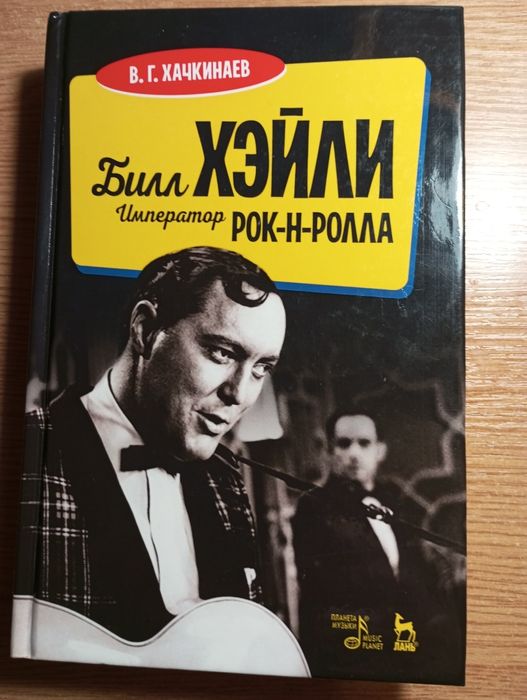 В. Г. ХАЧКИНАЕВ
Билл ХЭЙЛИ
Император РОК-Н-РОЛЛА
ПЛАНЕТА
МУЗЫКИ
MUSIC
PLANET
ЛАНЬ